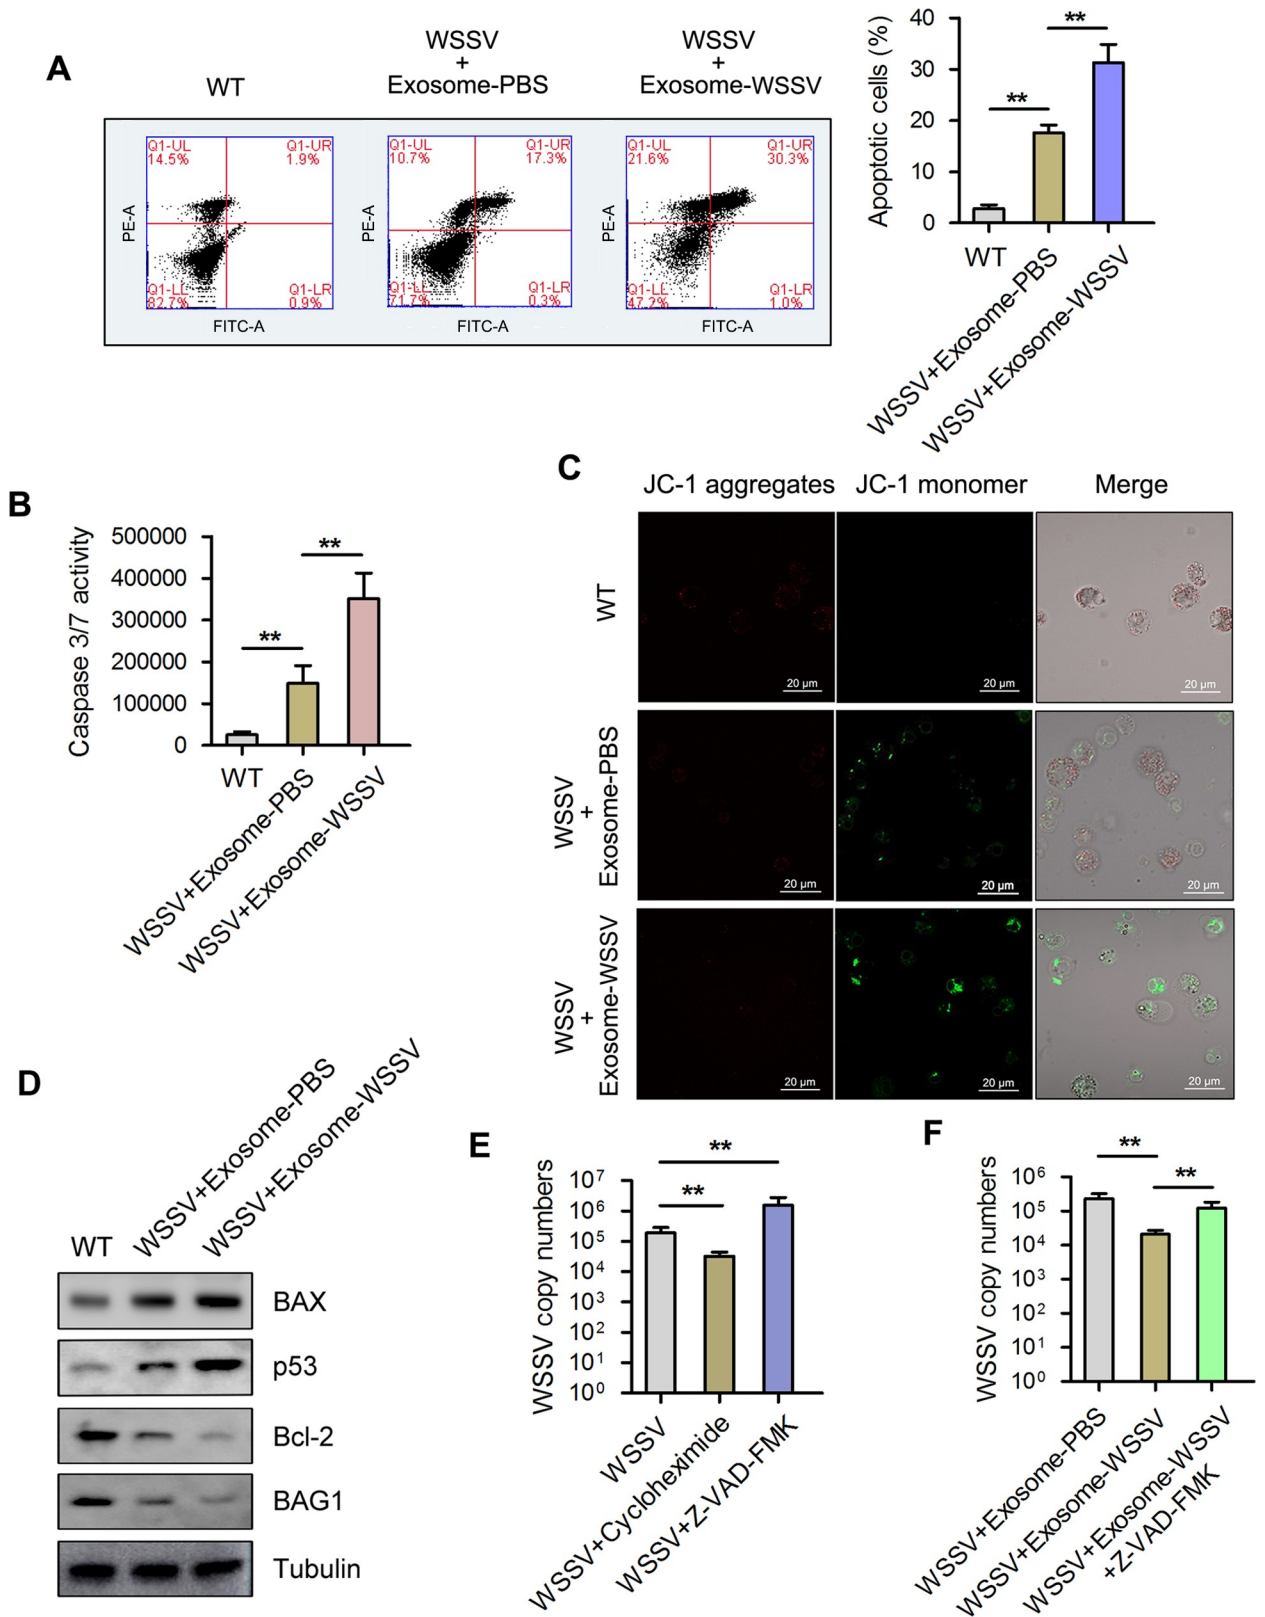 A
WT
WSSV
+
Exosome-PBS
WSSV
+
Exosome-WSSV
Q1-UL
14.5%
Q1-UR
1.9%
Q1-LL
82.7%
Q1-LR
0.9%
PE-A
FITC-A
Q1-UL
10.7%
Q1-UR
17.3%
Q1-LL
71.7%
Q1-LR
0.3%
PE-A
FITC-A
Q1-UL
21.6%
Q1-UR
30.3%
Q1-LL
47.2%
Q1-LR
1.0%
PE-A
FITC-A
Apoptotic cells (%)
40
30
20
10
0
**
**
WT
WSSV+Exosome-PBS
WSSV+Exosome-WSSV
B
Caspase 3/7 activity
500000
400000
300000
200000
100000
0
**
**
WT
WSSV+Exosome-PBS
WSSV+Exosome-WSSV
C
JC-1 aggregates
JC-1 monomer
Merge
WT
20 µm
20 µm
20 µm
WSSV
+
Exosome-PBS
20 µm
20 µm
20 µm
WSSV
+
Exosome-WSSV
20 µm
20 µm
20 µm
D
WT
WSSV+Exosome-PBS
WSSV+Exosome-WSSV
BAX
p53
Bcl-2
BAG1
Tubulin
E
WSSV copy numbers
10⁷
10⁶
10⁵
10⁴
10³
10²
10¹
10⁰
**
**
WSSV
WSSV+Cycloheximide
WSSV+Z-VAD-FMK
F
WSSV copy numbers
10⁶
10⁵
10⁴
10³
10²
10¹
10⁰
**
**
WSSV+Exosome-PBS
WSSV+Exosome-WSSV
WSSV+Exosome-WSSV
+Z-VAD-FMK